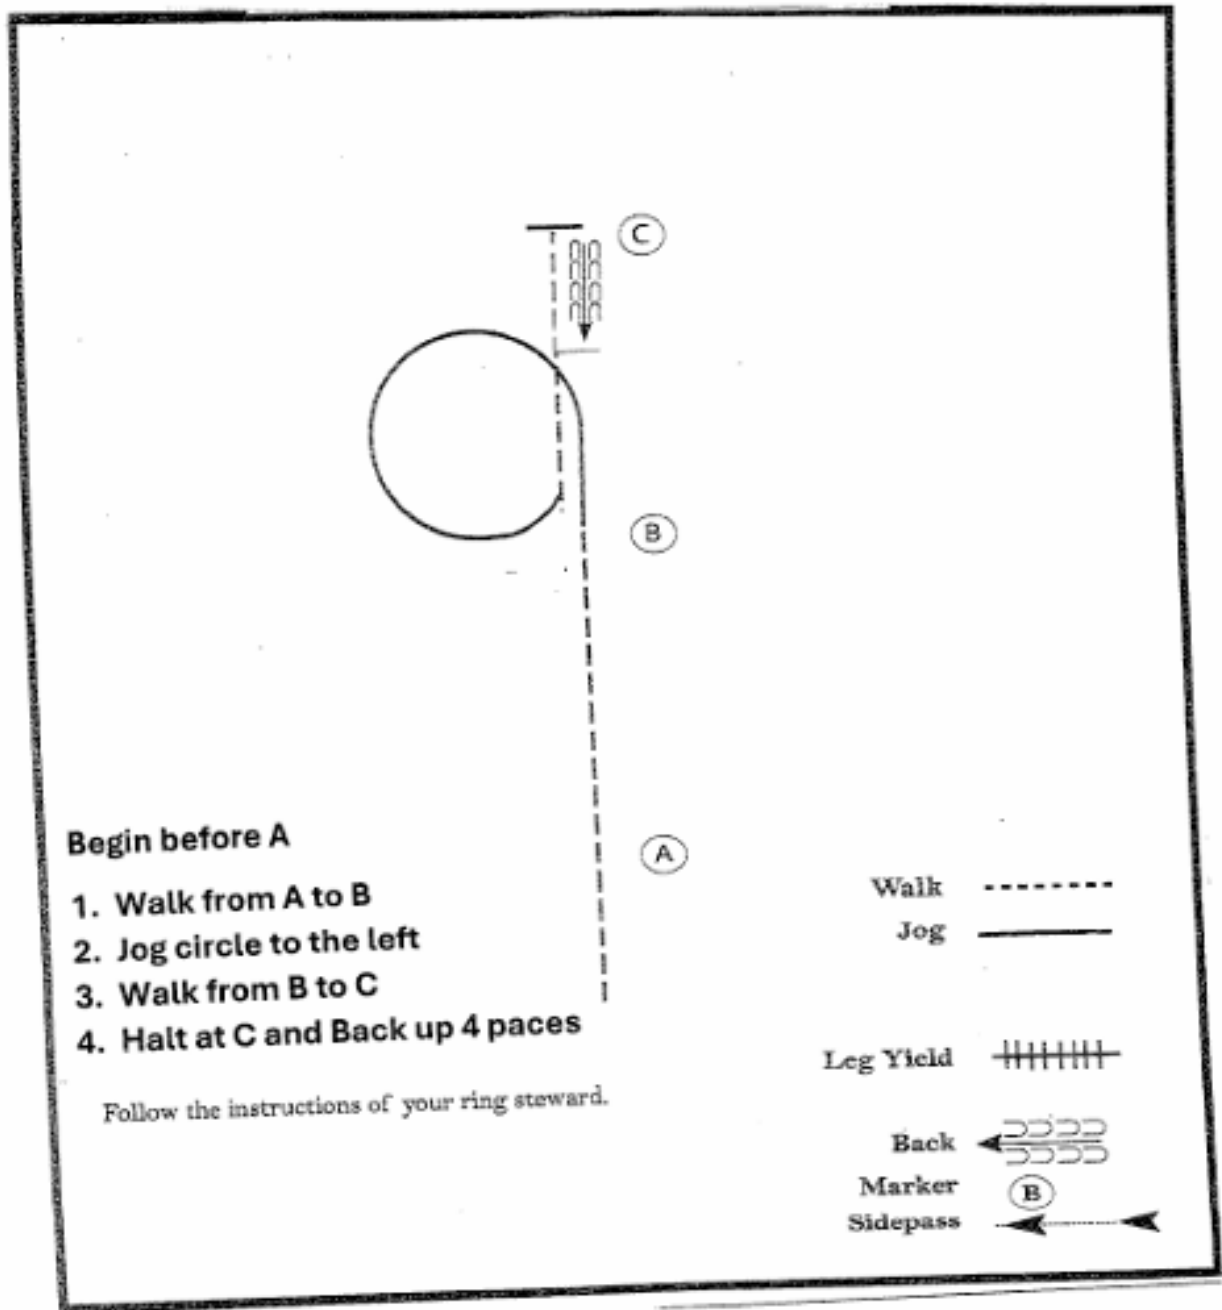 C
B
A
Begin before A
1. Walk from A to B
2. Jog circle to the left
3. Walk from B to C
4. Halt at C and Back up 4 paces
Follow the instructions of your ring steward.
Walk
Jog
Leg Yield
Back
Marker B
Sidepass